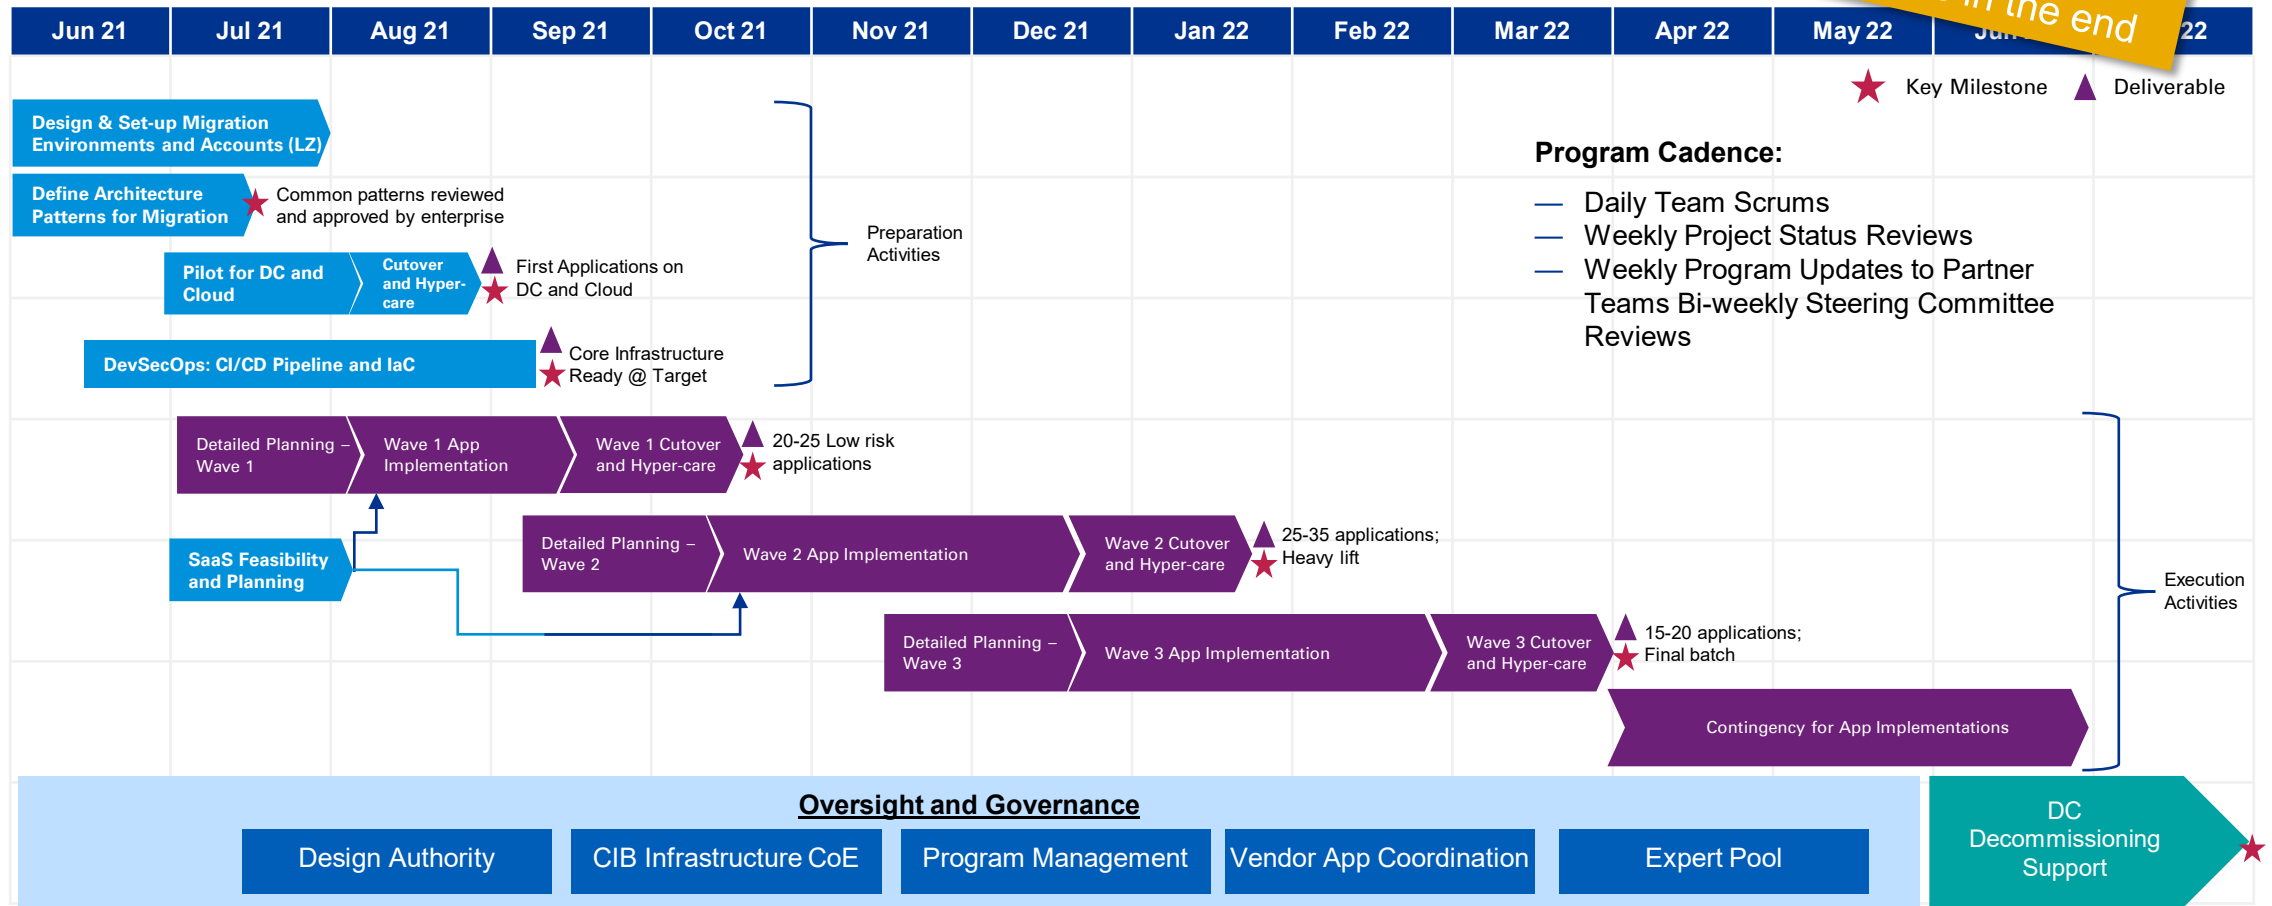 Jun 21 Jul 21 Aug 21 Sep 21 Oct 21 Nov 21 Dec 21 Jan 22 Feb 22 Mar 22 Apr 22 May 22 22
in the end
Key Milestone
Deliverable
Design & Set-up Migration
Environments and Accounts (LZ)
Define Architecture
Patterns for Migration
Common patterns reviewed
and approved by enterprise
Pilot for DC and
Cloud
Cutover
and Hyper-
care
First Applications on
DC and Cloud
DevSecOps: CI/CD Pipeline and IaC
Core Infrastructure
Ready @ Target
Preparation
Activities
Program Cadence:
— Daily Team Scrums
— Weekly Project Status Reviews
— Weekly Program Updates to Partner
Teams Bi-weekly Steering Committee
Reviews
Detailed Planning –
Wave 1
Wave 1 App
Implementation
Wave 1 Cutover
and Hyper-care
20-25 Low risk
applications
SaaS Feasibility
and Planning
Detailed Planning –
Wave 2
Wave 2 App Implementation
Wave 2 Cutover
and Hyper-care
25-35 applications;
Heavy lift
Detailed Planning –
Wave 3
Wave 3 App Implementation
Wave 3 Cutover
and Hyper-care
15-20 applications;
Final batch
Contingency for App Implementations
Execution
Activities
Oversight and Governance
Design Authority
CIB Infrastructure CoE
Program Management
Vendor App Coordination
Expert Pool
DC
Decommissioning
Support